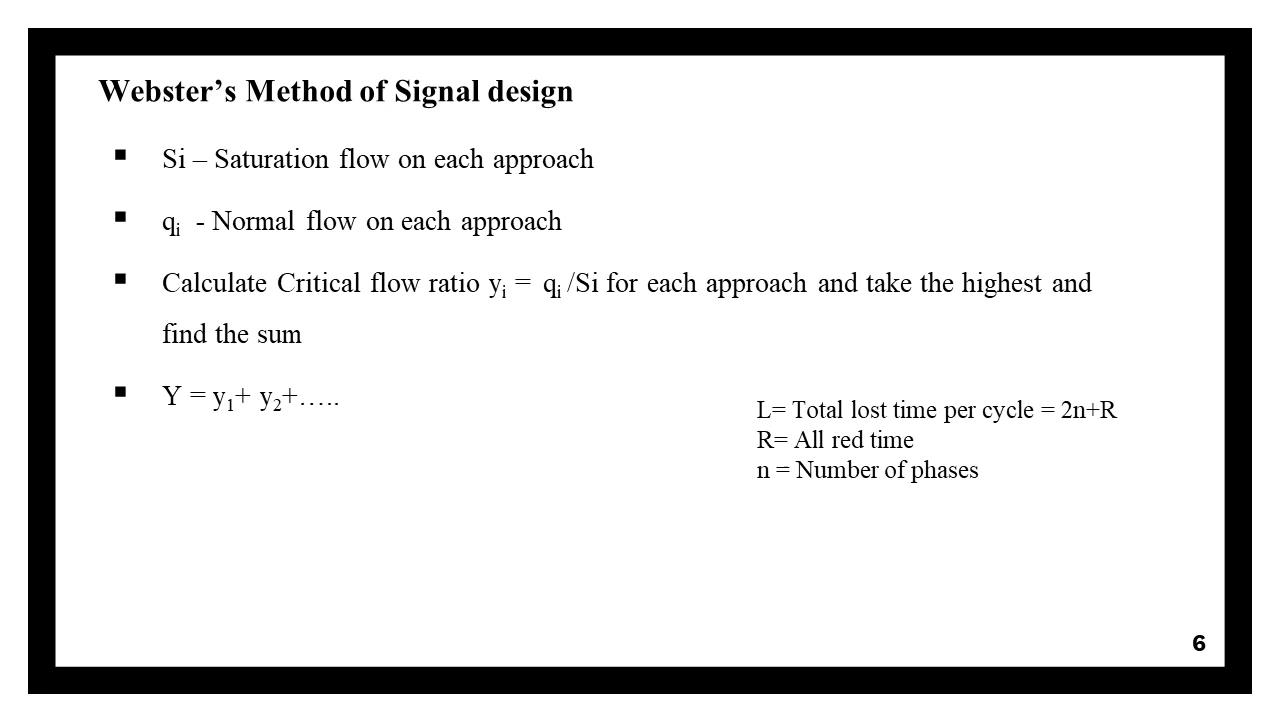 Webster’s Method of Signal design
▪ Si – Saturation flow on each approach
▪ qᵢ - Normal flow on each approach
▪ Calculate Critical flow ratio yᵢ = qᵢ /Si for each approach and take the highest and
find the sum
▪ Y = y₁+ y₂+…..
L= Total lost time per cycle = 2n+R
R= All red time
n = Number of phases
6